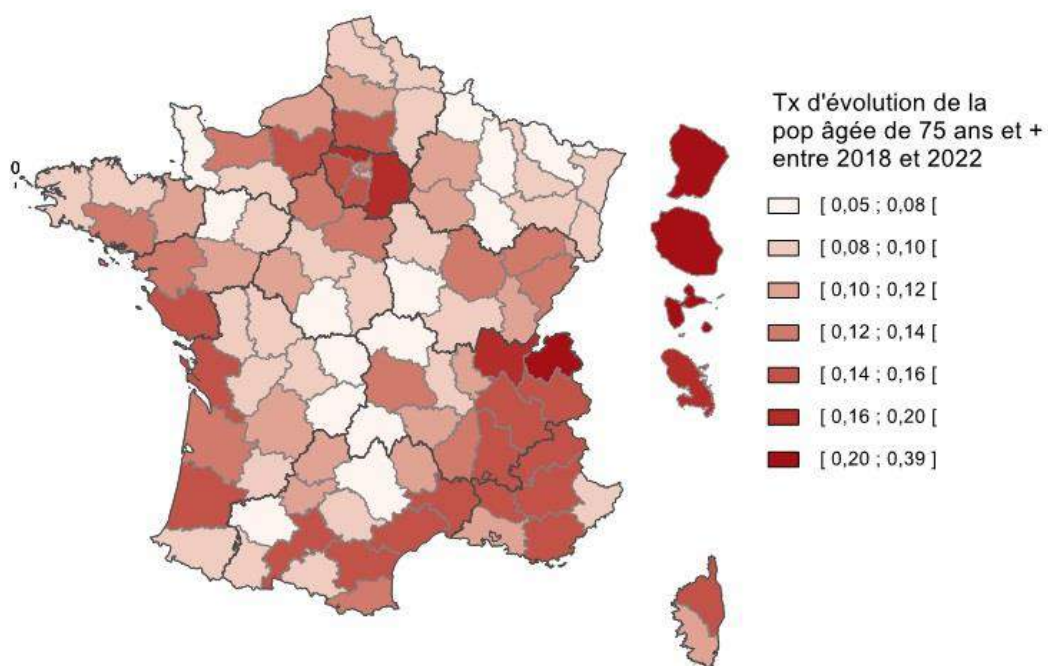 0
Tx d'évolution de la
pop âgée de 75 ans et +
entre 2018 et 2022
[ 0,05 ; 0,08 [
[ 0,08 ; 0,10 [
[ 0,10 ; 0,12 [
[ 0,12 ; 0,14 [
[ 0,14 ; 0,16 [
[ 0,16 ; 0,20 [
[ 0,20 ; 0,39 ]